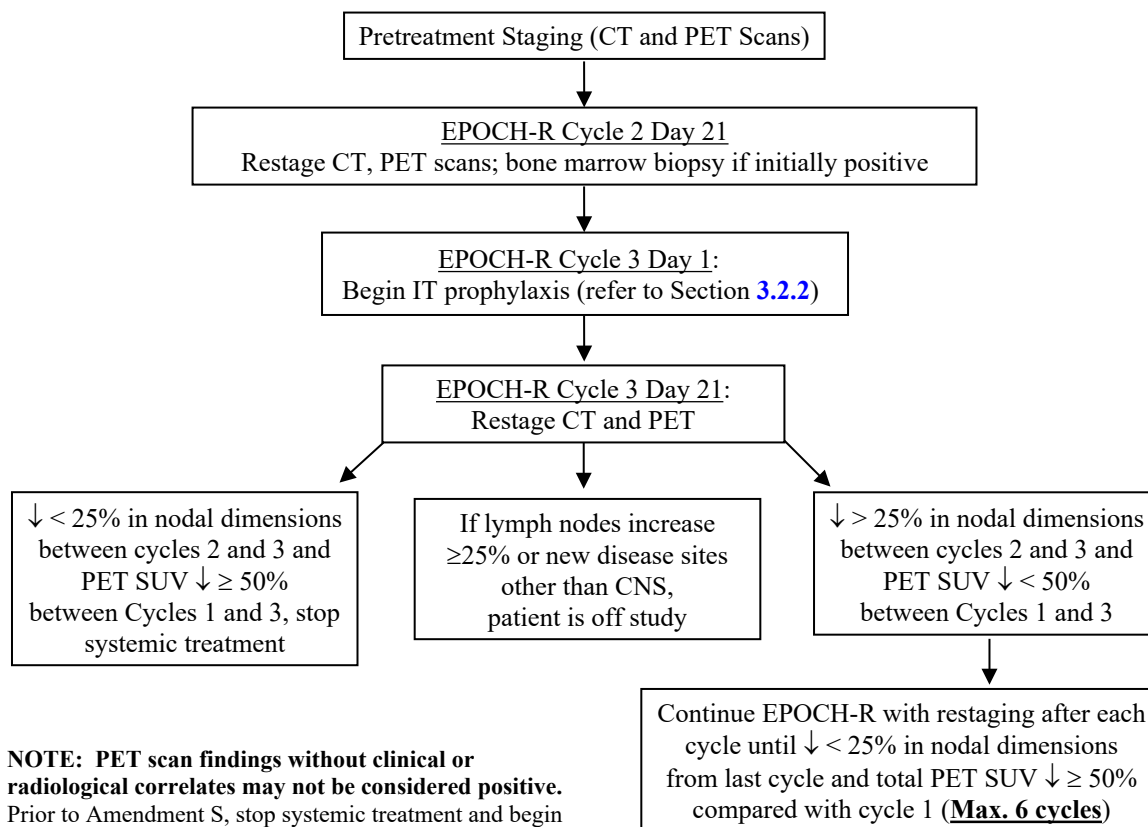 Pretreatment Staging (CT and PET Scans)
EPOCH-R Cycle 2 Day 21
Restage CT, PET scans; bone marrow biopsy if initially positive
EPOCH-R Cycle 3 Day 1:
Begin IT prophylaxis (refer to Section 3.2.2)
EPOCH-R Cycle 3 Day 21:
Restage CT and PET
↓ < 25% in nodal dimensions
between cycles 2 and 3 and
PET SUV ↓ ≥ 50%
between Cycles 1 and 3, stop
systemic treatment
If lymph nodes increase
≥25% or new disease sites
other than CNS,
patient is off study
↓ > 25% in nodal dimensions
between cycles 2 and 3 and
PET SUV ↓ < 50%
between Cycles 1 and 3
Continue EPOCH-R with restaging after each
cycle until ↓ < 25% in nodal dimensions
from last cycle and total PET SUV ↓ ≥ 50%
compared with cycle 1 (Max. 6 cycles)
NOTE: PET scan findings without clinical or
radiological correlates may not be considered positive.
Prior to Amendment S, stop systemic treatment and begin